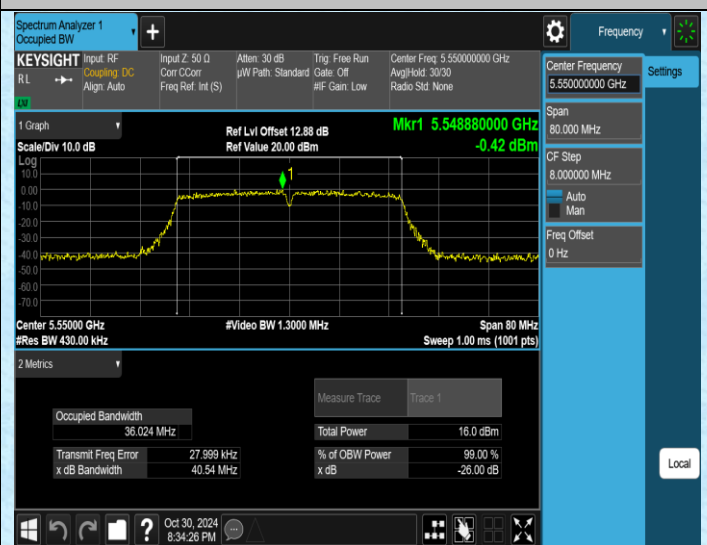 Spectrum Analyzer 1
Occupied BW
+
Frequency
KEYSIGHT
RL
LXI
Input: RF
Coupling: DC
Align: Auto
Input Z: 50 Ω
Corr CCorr
Freq Ref: Int (S)
Atten: 30 dB
µW Path: Standard
Trig: Free Run
Gate: Off
#IF Gain: Low
Center Freq: 5.550000000 GHz
Avg|Hold: 30/30
Radio Std: None
Center Frequency
5.550000000 GHz
Settings
Span
80.000 MHz
CF Step
8.000000 MHz
Auto
Man
Freq Offset
0 Hz
1 Graph
Scale/Div 10.0 dB
Ref Lvl Offset 12.88 dB
Ref Value 20.00 dBm
Mkr1 5.548880000 GHz
-0.42 dBm
Log
10.0
0.00
-10.0
-20.0
-30.0
-40.0
-50.0
-60.0
-70.0
1
Center 5.55000 GHz
#Res BW 430.00 kHz
#Video BW 1.3000 MHz
Span 80 MHz
Sweep 1.00 ms (1001 pts)
2 Metrics
Measure Trace Trace 1
Occupied Bandwidth
36.024 MHz
Total Power 16.0 dBm
Transmit Freq Error 27.999 kHz
% of OBW Power 99.00 %
x dB Bandwidth 40.54 MHz
x dB -26.00 dB
Local
?
Oct 30, 2024
8:34:26 PM